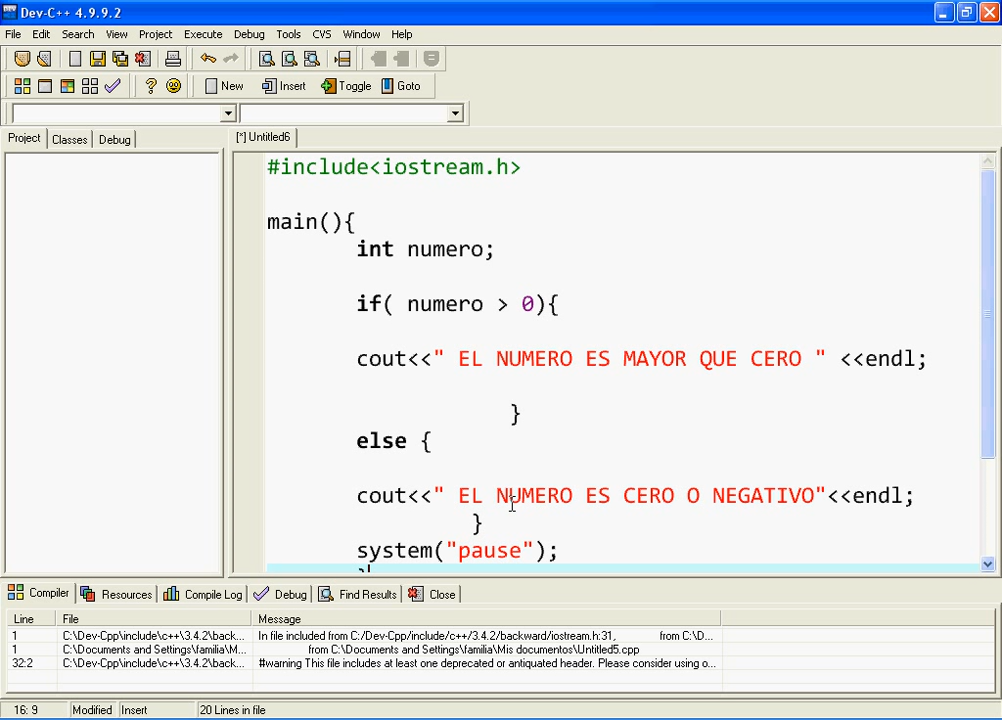 Dev-C++ 4.9.9.2
File Edit Search View Project Execute Debug Tools CVS Window Help
New Insert Toggle Goto
Project Classes Debug [*] Untitled6
#include<iostream.h>
main(){
int numero;
if( numero > 0){
cout<<" EL NUMERO ES MAYOR QUE CERO " <<endl;
}
else {
cout<<" EL NUMERO ES CERO O NEGATIVO"<<endl;
}
system("pause");
Compiler Resources Compile Log Debug Find Results Close
Line File Message
1 C:\Dev-Cpp\include\c++\3.4.2\back... In file included from C:/Dev-Cpp/include/c++/3.4.2/backward/iostream.h:31, from C:\D...
1 C:\Documents and Settings\familia\M... from C:\Documents and Settings\familia\Mis documentos\Untitled5.cpp
32:2 C:\Dev-Cpp\include\c++\3.4.2\back... #warning This file includes at least one deprecated or antiquated header. Please consider using o...
16: 9 Modified Insert 20 Lines in file